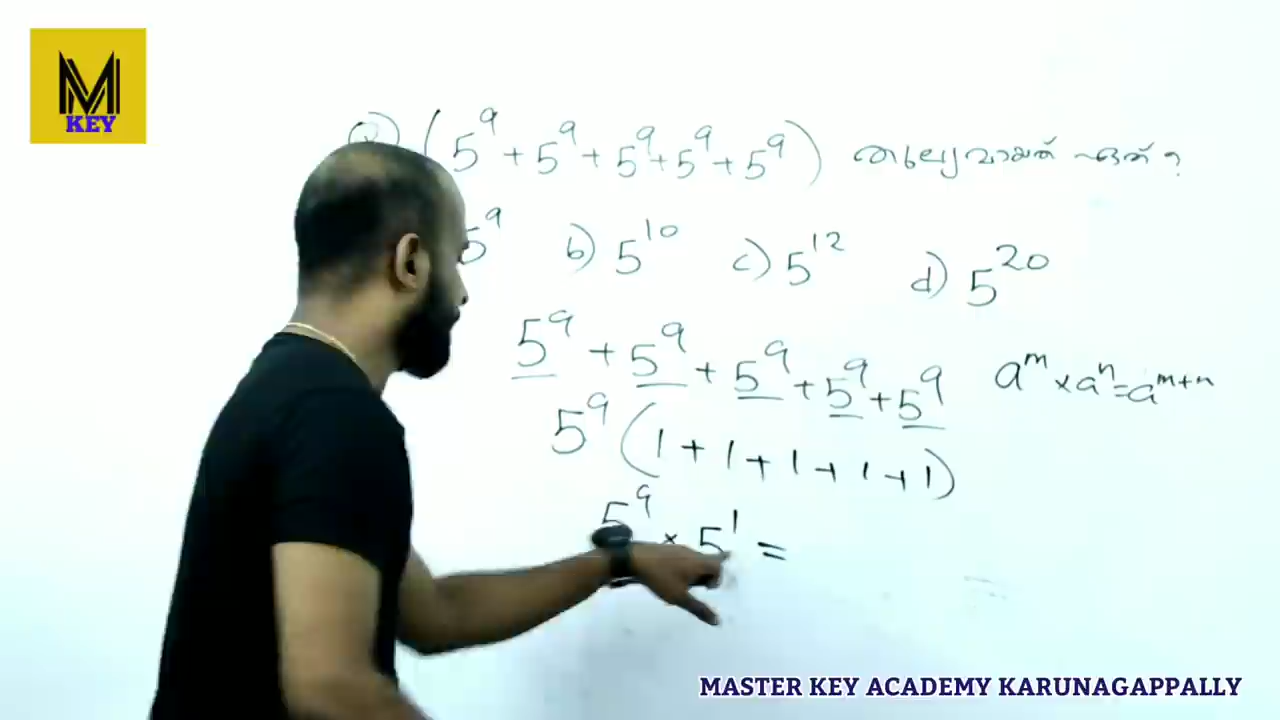 M
KEY
(5⁹ + 5⁹ + 5⁹ + 5⁹ + 5⁹) തുല്യമായത് ഏത് ?
5⁹ b) 5¹⁰ c) 5¹² d) 5²⁰
5⁹ + 5⁹ + 5⁹ + 5⁹ + 5⁹ aᵐ × aⁿ = aᵐ⁺ⁿ
5⁹ (1 + 1 + 1 + 1 + 1)
5⁹ × 5¹ =
MASTER KEY ACADEMY KARUNAGAPPALLY